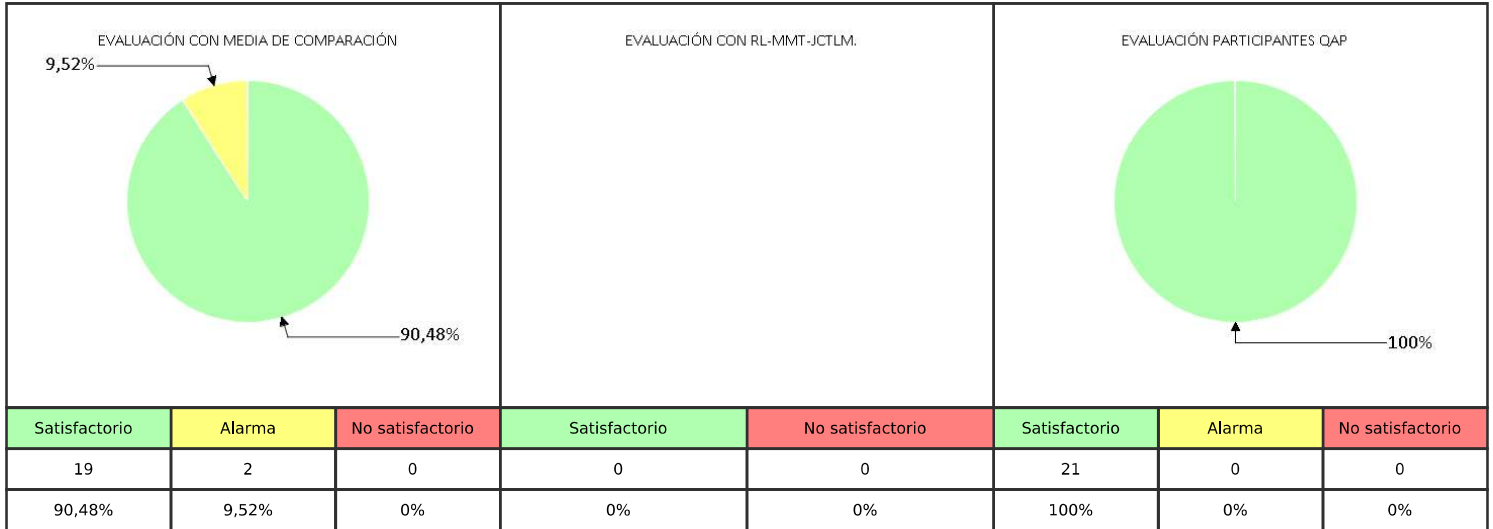 EVALUACIÓN CON MEDIA DE COMPARACIÓN
9,52%
90,48%
EVALUACIÓN CON RL-MMT-JCTLM.
EVALUACIÓN PARTICIPANTES QAP
100%
Satisfactorio Alarma No satisfactorio Satisfactorio No satisfactorio Satisfactorio Alarma No satisfactorio
19 2 0 0 0 21 0 0
90,48% 9,52% 0% 0% 0% 100% 0% 0%